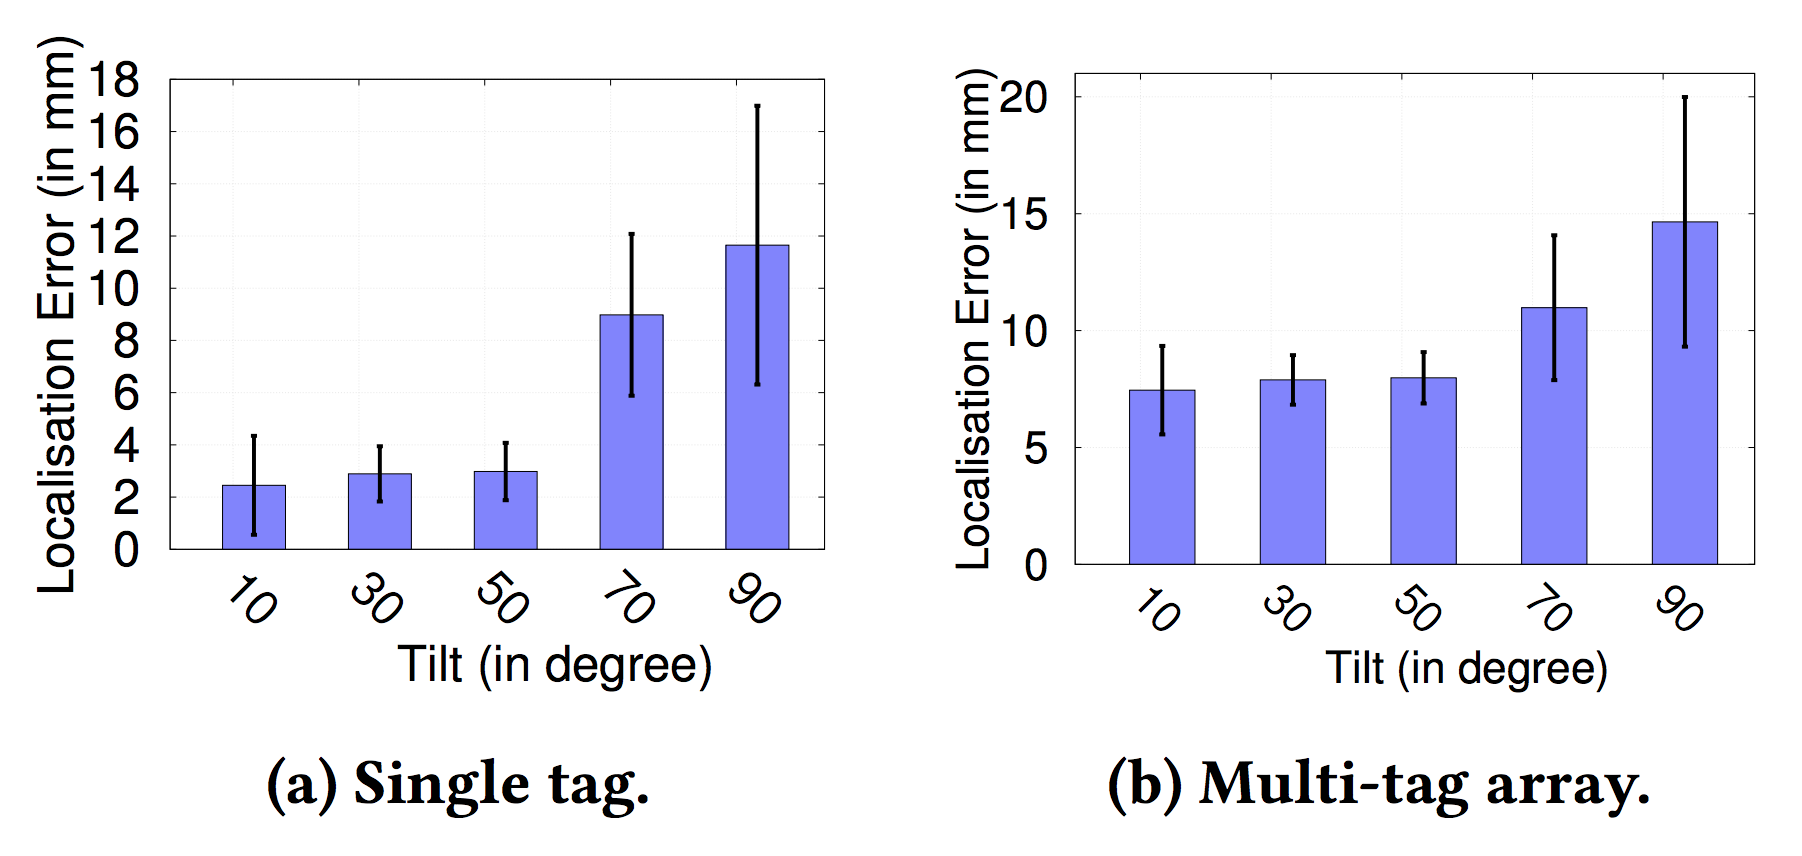 Localisation Error (in mm)
18
16
14
12
10
8
6
4
2
0
10 30 50 70 90
Tilt (in degree)
(a) Single tag.
Localisation Error (in mm)
20
15
10
5
0
10 30 50 70 90
Tilt (in degree)
(b) Multi-tag array.